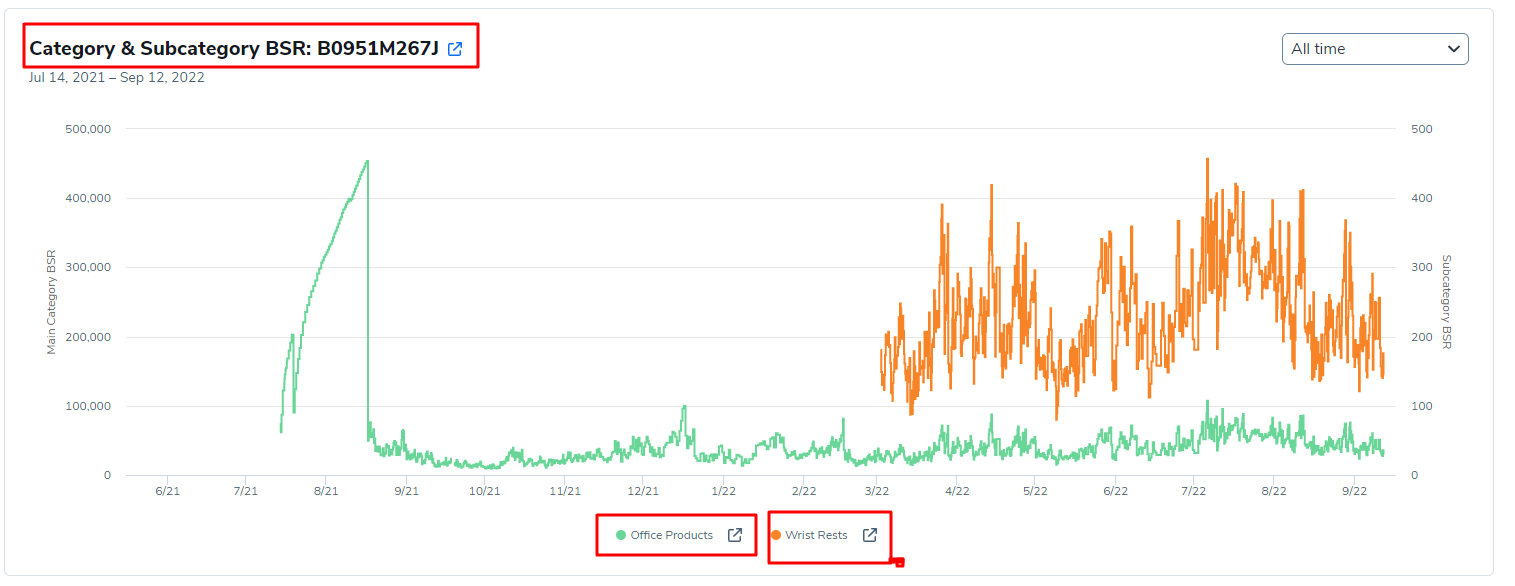 Category & Subcategory BSR: B0951M267J
All time
Jul 14, 2021 – Sep 12, 2022
500,000
500
400,000
400
300,000
300
200,000
200
100,000
100
0
0
Main Category BSR
Subcategory BSR
6/21 7/21 8/21 9/21 10/21 11/21 12/21 1/22 2/22 3/22 4/22 5/22 6/22 7/22 8/22 9/22
Office Products Wrist Rests